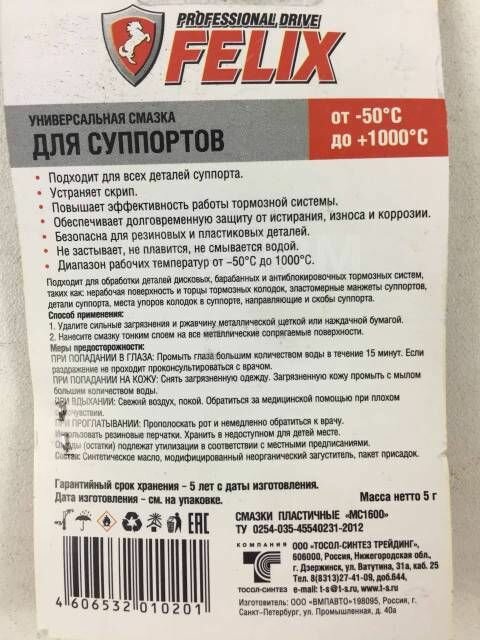 PROFESSIONAL DRIVE
FELIX
УНИВЕРСАЛЬНАЯ СМАЗКА
ДЛЯ СУППОРТОВ
от -50°С
до +1000°С
• Подходит для всех деталей суппорта.
• Устраняет скрип.
• Повышает эффективность работы тормозной системы.
• Обеспечивает долговременную защиту от истирания, износа и коррозии.
• Безопасна для резиновых и пластиковых деталей.
• Не застывает, не плавится, не смывается водой.
• Диапазон рабочих температур от –50°С до 1000°С.
Подходит для обработки деталей дисковых, барабанных и антиблокировочных тормозных систем,
таких как: нерабочая поверхность и торцы тормозных колодок, эластомерные манжеты суппортов,
детали суппорта, места упоров колодок в суппорте, направляющие и скобы суппорта.
Способ применения:
1. Удалите сильные загрязнения и ржавчину металлической щеткой или наждачной бумагой.
2. Нанесите смазку тонким слоем на все металлические сопрягаемые поверхности.
Меры предосторожности:
ПРИ ПОПАДАНИИ В ГЛАЗА: Промыть глаза большим количеством воды в течение 15 минут. Если
раздражение не проходит проконсультироваться с врачом.
ПРИ ПОПАДАНИИ НА КОЖУ: Снять загрязненную одежду. Загрязненную кожу промыть с мылом
большим количеством воды.
ПРИ ВДЫХАНИИ: Свежий воздух, покой. Обратиться за медицинской помощью при плохом
самочувствии.
ПРИ ПРОГЛАТЫВАНИИ: Прополоскать рот и немедленно обратиться к врачу.
Использовать резиновые перчатки. Хранить в недоступном для детей месте.
Отходы (остатки) подлежат утилизации в соответствии с местными предписаниями.
Состав: Синтетическое масло, модифицированный неорганический загуститель, пакет присадок.
Гарантийный срок хранения - 5 лет с даты изготовления.
Дата изготовления - см. на упаковке.
Масса нетто 5 г
EAC
СМАЗКИ ПЛАСТИЧНЫЕ «МС1600»
ТУ 0254-035-45540231-2012
КОМПАНИЯ
ТОСОЛ-СИНТЕЗ
ООО «ТОСОЛ-СИНТЕЗ ТРЕЙДИНГ»,
606000, Россия, Нижегородская обл.,
г. Дзержинск, ул. Ватутина, 31а, каб. 25
Тел. 8(8313)27-41-09, доб.644,
e-mail: t-s@t-s.ru, www.t-s.ru
Изготовитель: ООО «ВМПАВТО»198095, Россия, г.
Санкт-Петербург, ул. Промышленная, д. 40а
4 606532 010201